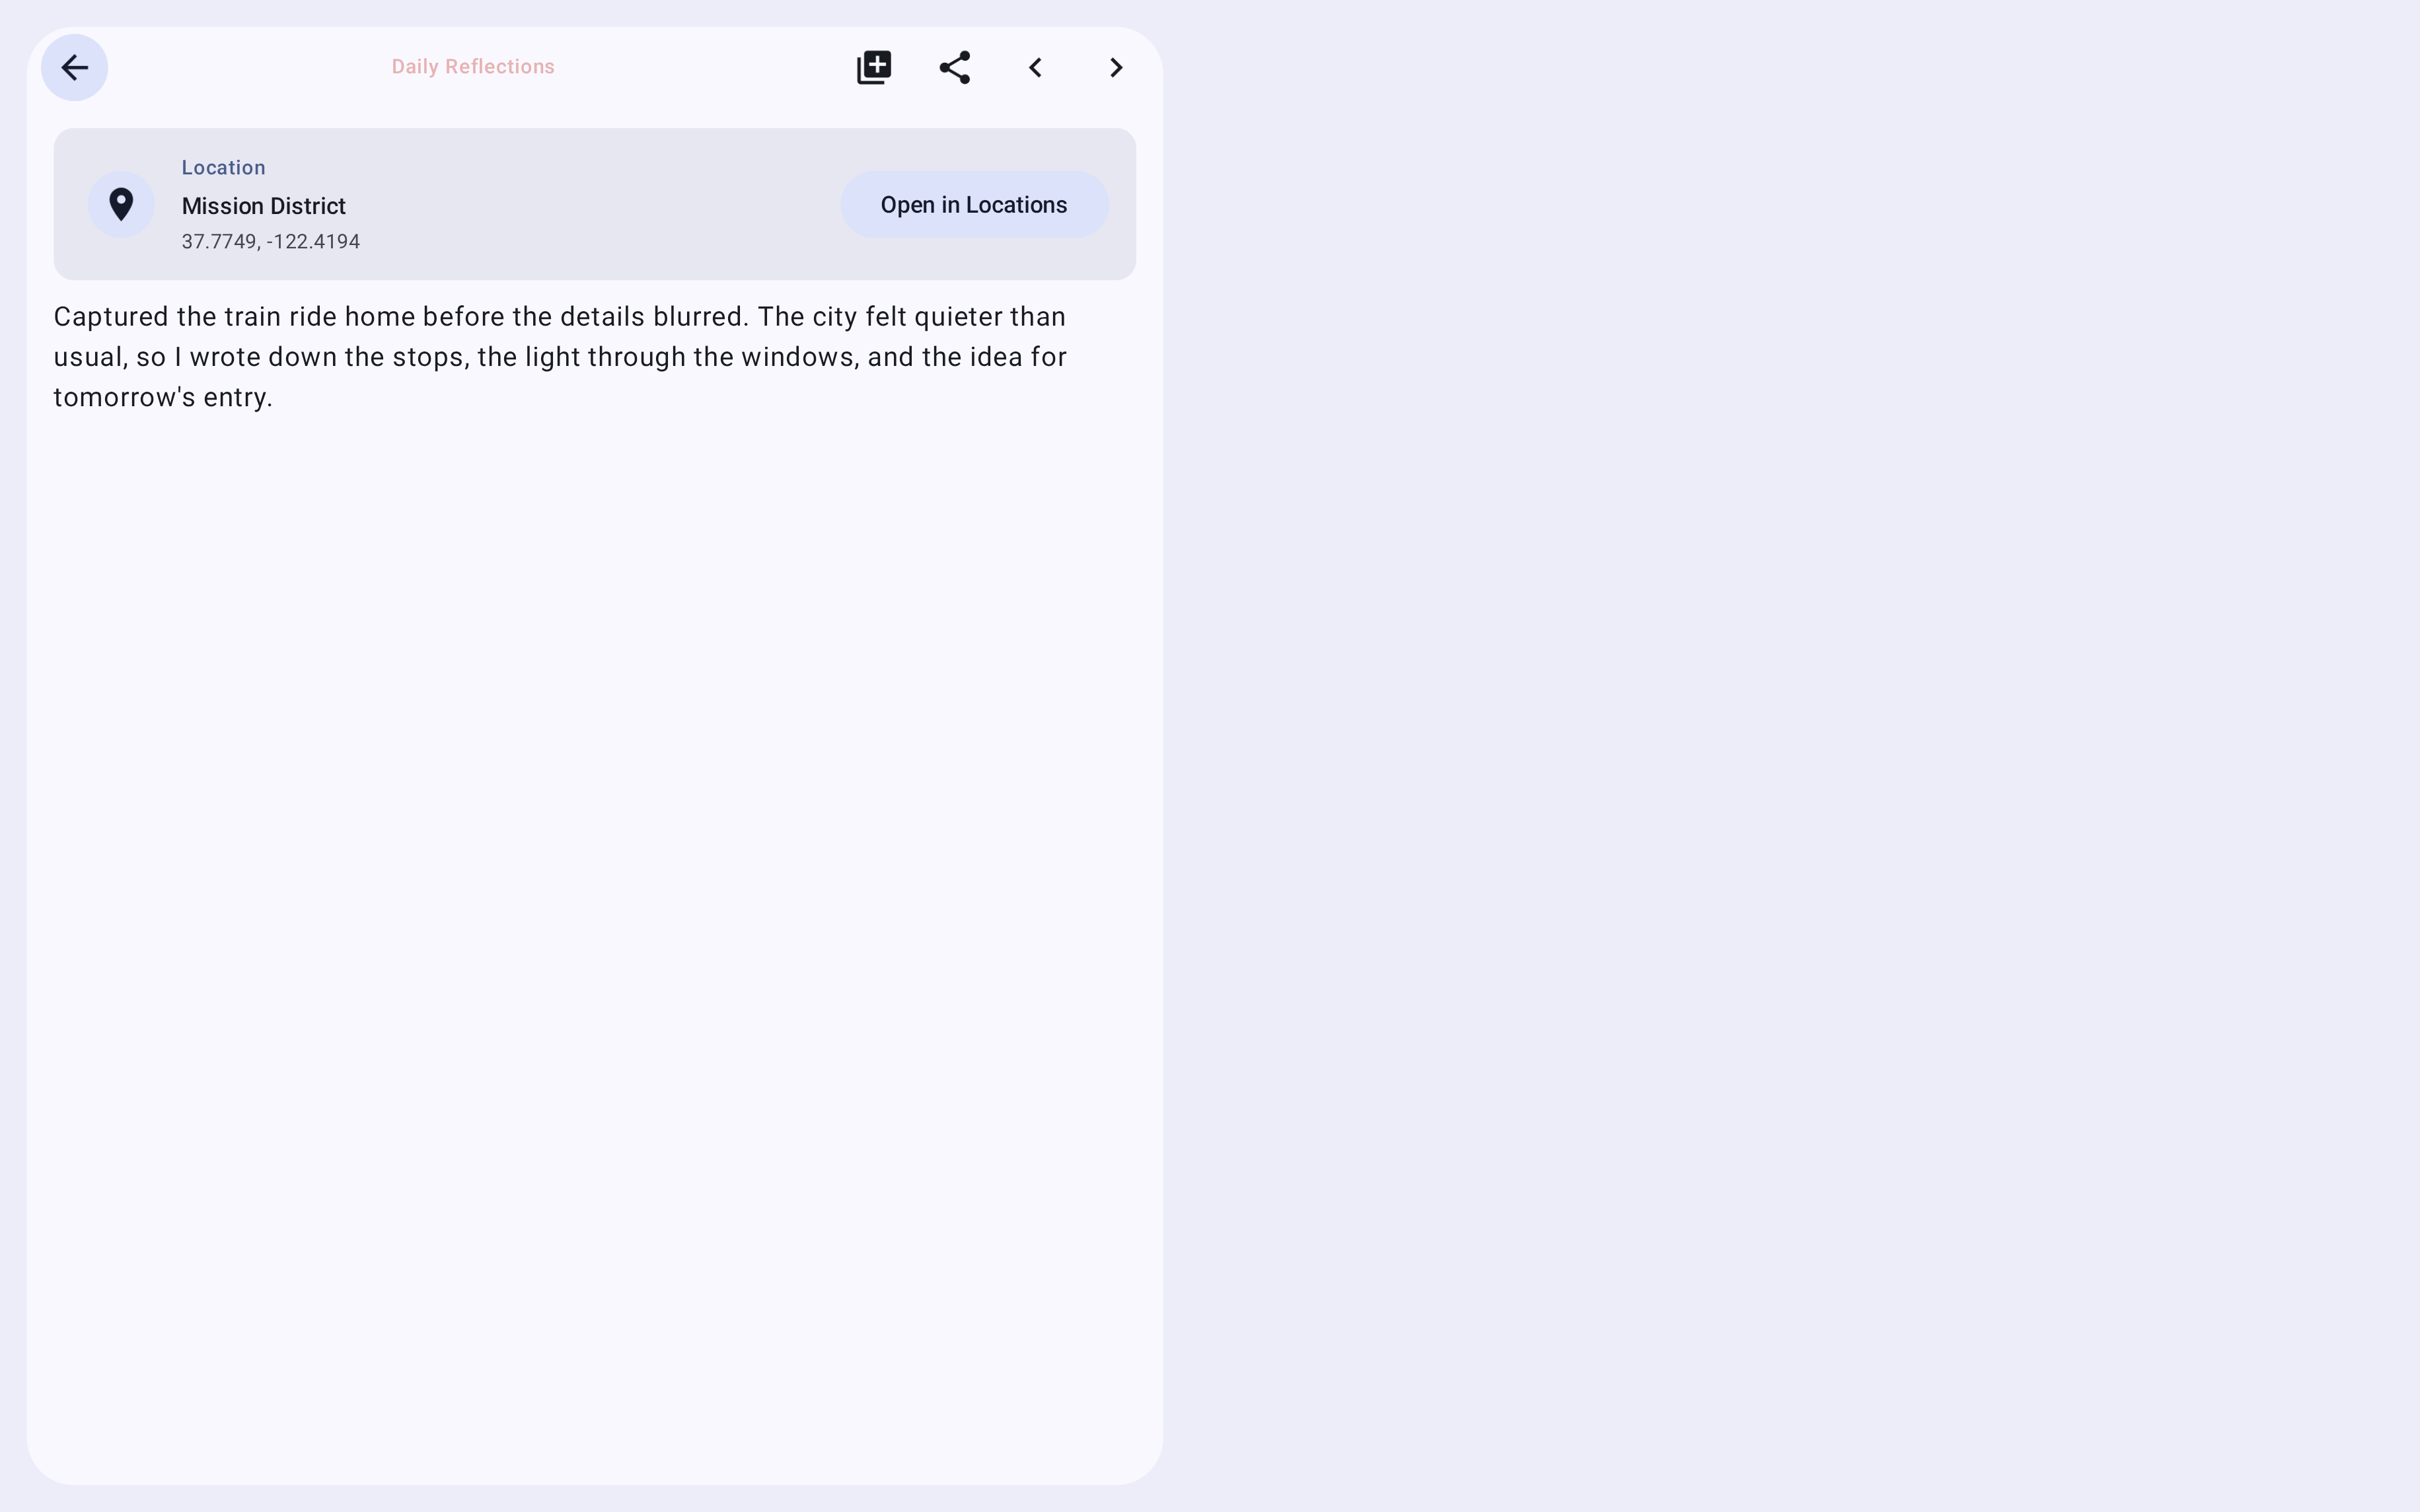 Daily Reflections
Location
Mission District
37.7749, -122.4194
Open in Locations
Captured the train ride home before the details blurred. The city felt quieter than
usual, so I wrote down the stops, the light through the windows, and the idea for
tomorrow's entry.